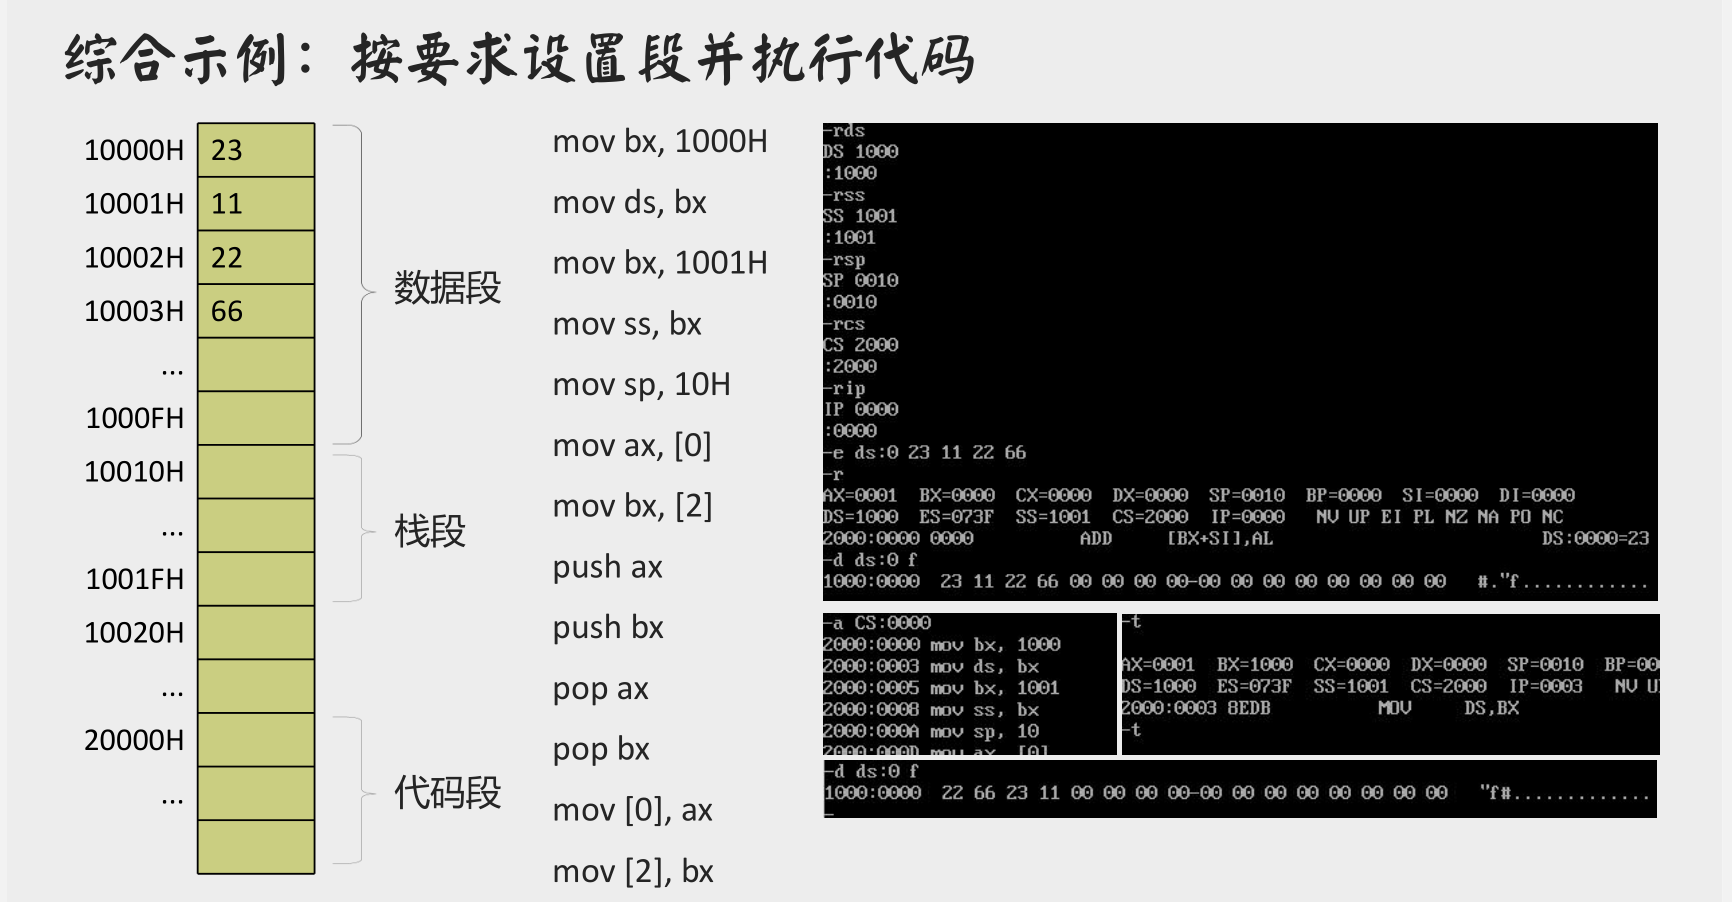 综合示例：按要求设置段并执行代码
10000H 23
10001H 11
10002H 22
10003H 66
...
1000FH
10010H
...
1001FH
10020H
...
20000H
...
数据段
栈段
代码段
mov bx, 1000H
mov ds, bx
mov bx, 1001H
mov ss, bx
mov sp, 10H
mov ax, [0]
mov bx, [2]
push ax
push bx
pop ax
pop bx
mov [0], ax
mov [2], bx
-rds
DS 1000
:1000
-rss
SS 1001
:1001
-rsp
SP 0010
:0010
-rcs
CS 2000
:2000
-rip
IP 0000
:0000
-e ds:0 23 11 22 66
-r
AX=0001 BX=0000 CX=0000 DX=0000 SP=0010 BP=0000 SI=0000 DI=0000
DS=1000 ES=073F SS=1001 CS=2000 IP=0000 NV UP EI PL NZ NA PO NC
2000:0000 0000 ADD [BX+SI],AL DS:0000=23
-d ds:0 f
1000:0000 23 11 22 66 00 00 00 00-00 00 00 00 00 00 00 00 #."f............
-a CS:0000
2000:0000 mov bx, 1000
2000:0003 mov ds, bx
2000:0005 mov bx, 1001
2000:0008 mov ss, bx
2000:000A mov sp, 10
2000:000D mov ax, [0]
-t
AX=0001 BX=1000 CX=0000 DX=0000 SP=0010 BP=00
DS=1000 ES=073F SS=1001 CS=2000 IP=0003 NV U
2000:0003 8EDB MOV DS,BX
-t
-d ds:0 f
1000:0000 22 66 23 11 00 00 00 00-00 00 00 00 00 00 00 00 "f#.............
-